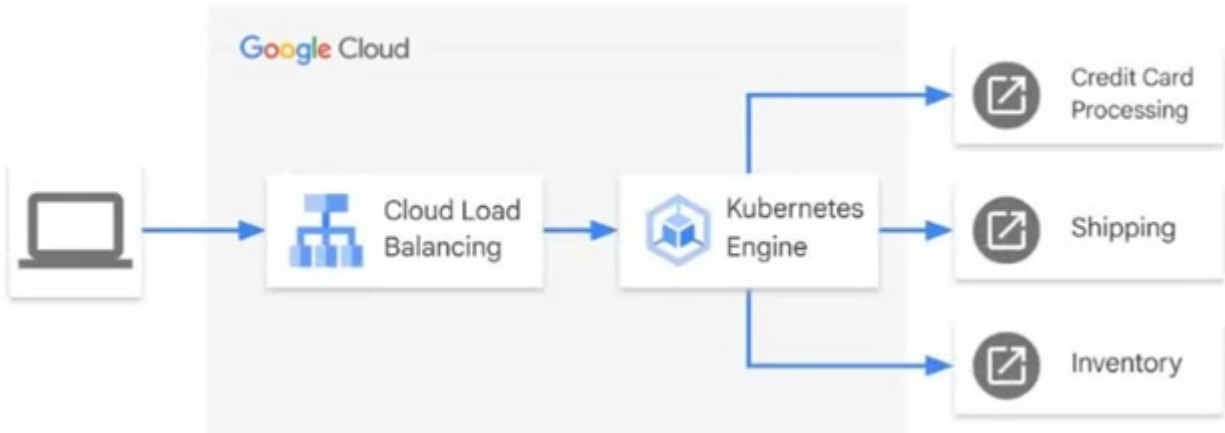 Google Cloud
Cloud Load
Balancing
Kubernetes
Engine
Credit Card
Processing
Shipping
Inventory